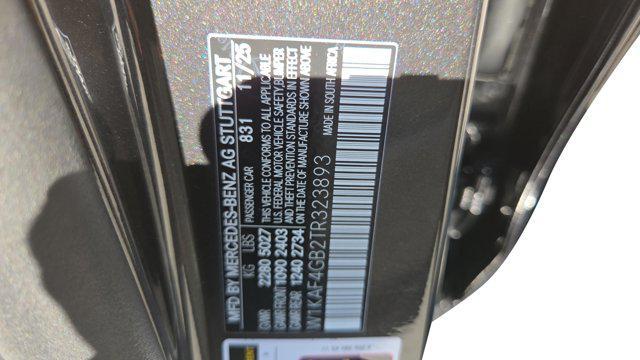 MFD BY MERCEDES-BENZ AG STUTTGART
PASSENGER CAR 831 11/25
KG LBS
GVWR 2280 5027
GAWR FRONT 1090 2403
GAWR REAR 1240 2734
THIS VEHICLE CONFORMS TO ALL APPLICABLE
U.S. FEDERAL MOTOR VEHICLE SAFETY, BUMPER
AND THEFT PREVENTION STANDARDS IN EFFECT
ON THE DATE OF MANUFACTURE SHOWN ABOVE
W1KAF4GB2TR323893
MADE IN SOUTH AFRICA